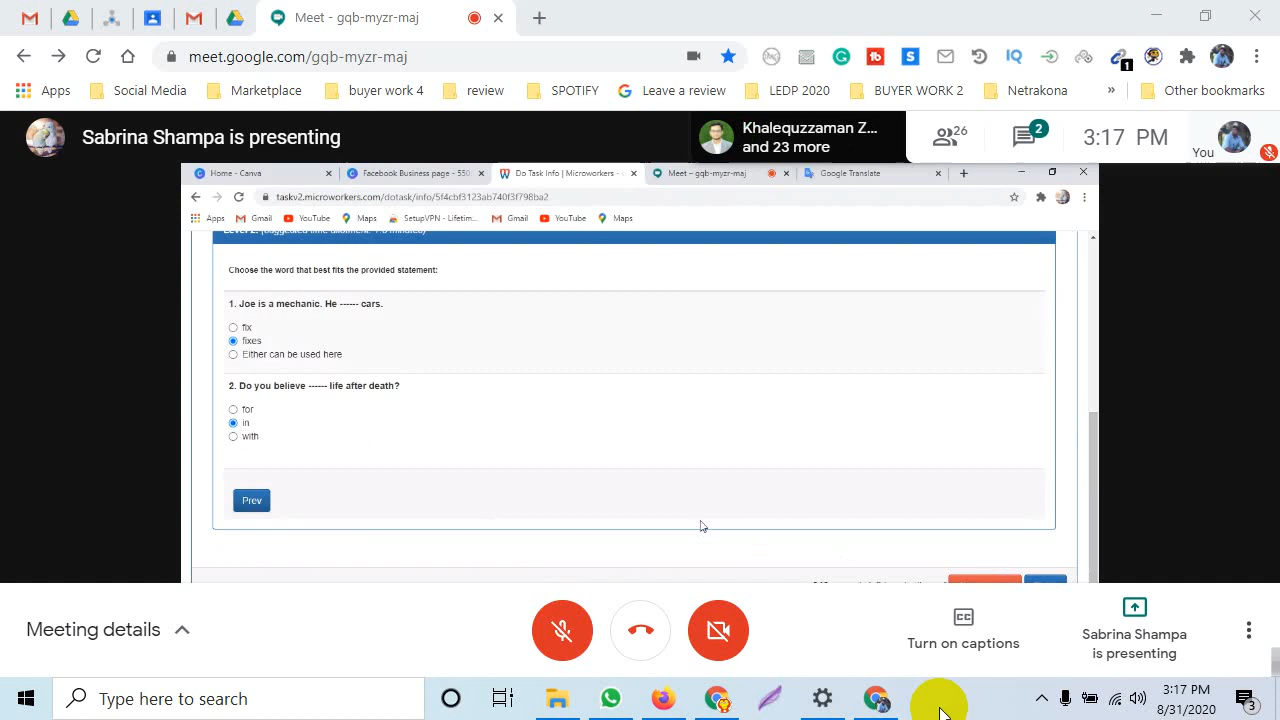 Meet - gqb-myzr-maj
meet.google.com/gqb-myzr-maj
1
Apps
Social Media
Marketplace
buyer work 4
review
SPOTIFY
Leave a review
LEDP 2020
BUYER WORK 2
Netrakona
»
Other bookmarks
Sabrina Shampa is presenting
Khalequzzaman Z...
and 23 more
26
2
3:17 PM
You
Home - Canva
Facebook Business page - 550
Do Task Info | Microworkers -
Meet – gqb-myzr-maj
Google Translate
taskv2.microworkers.com/dotask/info/5f4cbf3123ab740f3f798ba2
Apps
Gmail
YouTube
Maps
SetupVPN - Lifetim...
Gmail
YouTube
Maps
Choose the word that best fits the provided statement:
1. Joe is a mechanic. He ------ cars.
fix
fixes
Either can be used here
2. Do you believe ------ life after death?
for
in
with
Prev
Meeting details
CC
Turn on captions
Sabrina Shampa
is presenting
Type here to search
3:17 PM
8/31/2020
3